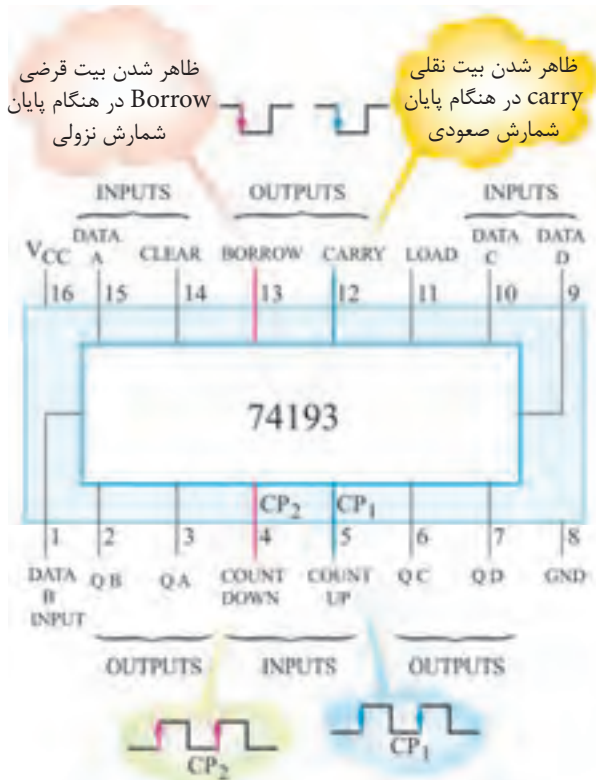 ظاهر شدن بیت قرضی
Borrow در هنگام پایان
شمارش نزولی
ظاهر شدن بیت نقلی
carry در هنگام پایان
شمارش صعودی
INPUTS OUTPUTS INPUTS
VCC DATA A CLEAR BORROW CARRY LOAD DATA C DATA D
16 15 14 13 12 11 10 9
74193
CP2 CP1
1 2 3 4 5 6 7 8
DATA B INPUT QB QA COUNT DOWN COUNT UP QC QD GND
OUTPUTS INPUTS OUTPUTS
CP2 CP1